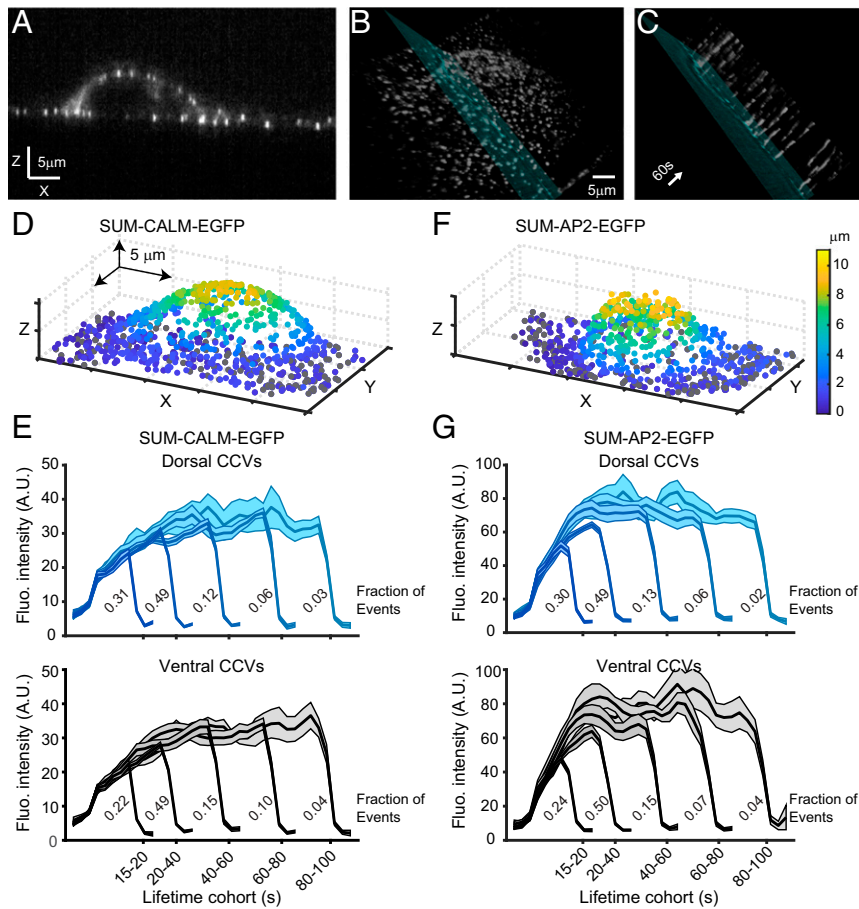 A
B
C
Z
5μm
X
5μm
60s
D
SUM-CALM-EGFP
5 μm
Z
X
Y
F
SUM-AP2-EGFP
Z
X
Y
μm
10
8
6
4
2
0
E
SUM-CALM-EGFP
Dorsal CCVs
Fluo. intensity (A.U.)
50
40
30
20
10
0
0.31
0.49
0.12
0.06
0.03
Fraction of
Events
Ventral CCVs
Fluo. intensity (A.U.)
50
40
30
20
10
0
0.22
0.49
0.15
0.10
0.04
Fraction of
Events
15-20
20-40
40-60
60-80
80-100
Lifetime cohort (s)
G
SUM-AP2-EGFP
Dorsal CCVs
Fluo. intensity (A.U.)
100
80
60
40
20
0
0.30
0.49
0.13
0.06
0.02
Fraction of
Events
Ventral CCVs
Fluo. intensity (A.U.)
100
80
60
40
20
0
0.24
0.50
0.15
0.07
0.04
Fraction of
Events
15-20
20-40
40-60
60-80
80-100
Lifetime cohort (s)